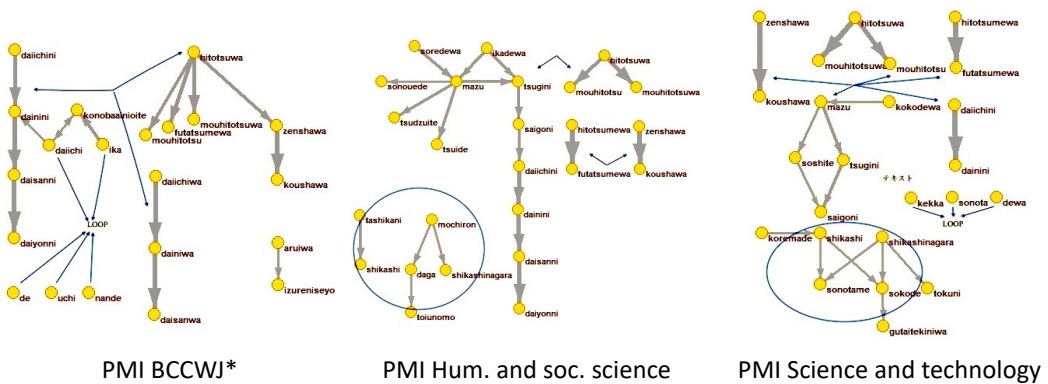 daiichini
dainini
daisanni
daiyonni
konobaainioite
daiichi
ika
LOOP
de
uchi
nande
hitotsuwa
mouhitotsuwa
futatsumewa
mouhitotsu
zenshawa
koushawa
daiichiwa
dainiwa
daisanwa
aruiwa
izureniseyo
PMI BCCWJ*
soredewa
ikadewa
sonouede
mazu
tsugini
tsudzuite
tsuide
saigoni
daiichini
dainini
daisanni
daiyonni
hitotsuwa
mouhitotsu
mouhitotsuwa
hitotsumewa
zenshawa
futatsumewa
koushawa
tashikani
mochiron
shikashi
daga
shikashinagara
toiunomo
PMI Hum. and soc. science
zenshawa
hitotsuwa
hitotsumewa
mouhitotsuwa
mouhitotsu
futatsumewa
koushawa
mazu
kokodewa
daiichini
soshite
tsugini
dainini
テキスト
kekka
sonota
dewa
LOOP
saigoni
koremade
shikashi
shikashinagara
sonotame
sokode
tokuni
gutaitekiniwa
PMI Science and technology